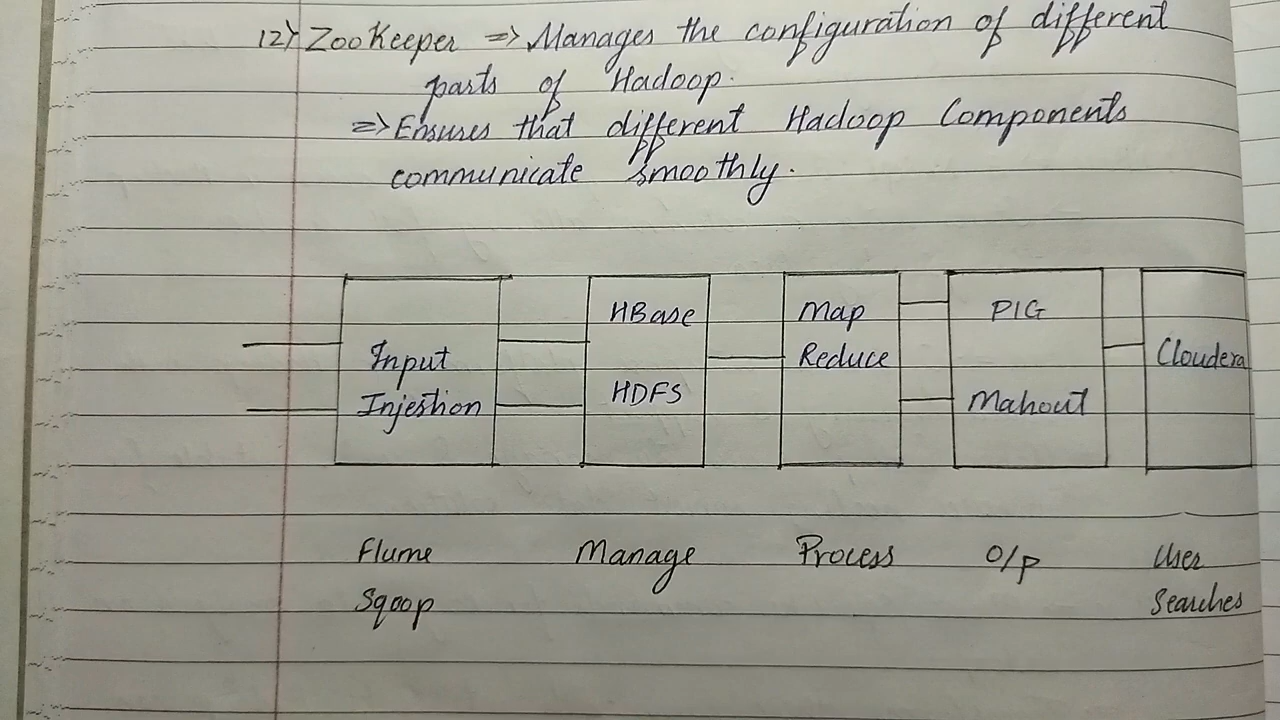 12) ZooKeeper => Manages the configuration of different
parts of Hadoop.
=> Ensures that different Hadoop Components
communicate smoothly.
Input
Injestion
HBase
HDFS
Map
Reduce
PIG
Mahout
Cloudera
Flume
Sqoop
Manage
Process
O/P
User
Searches